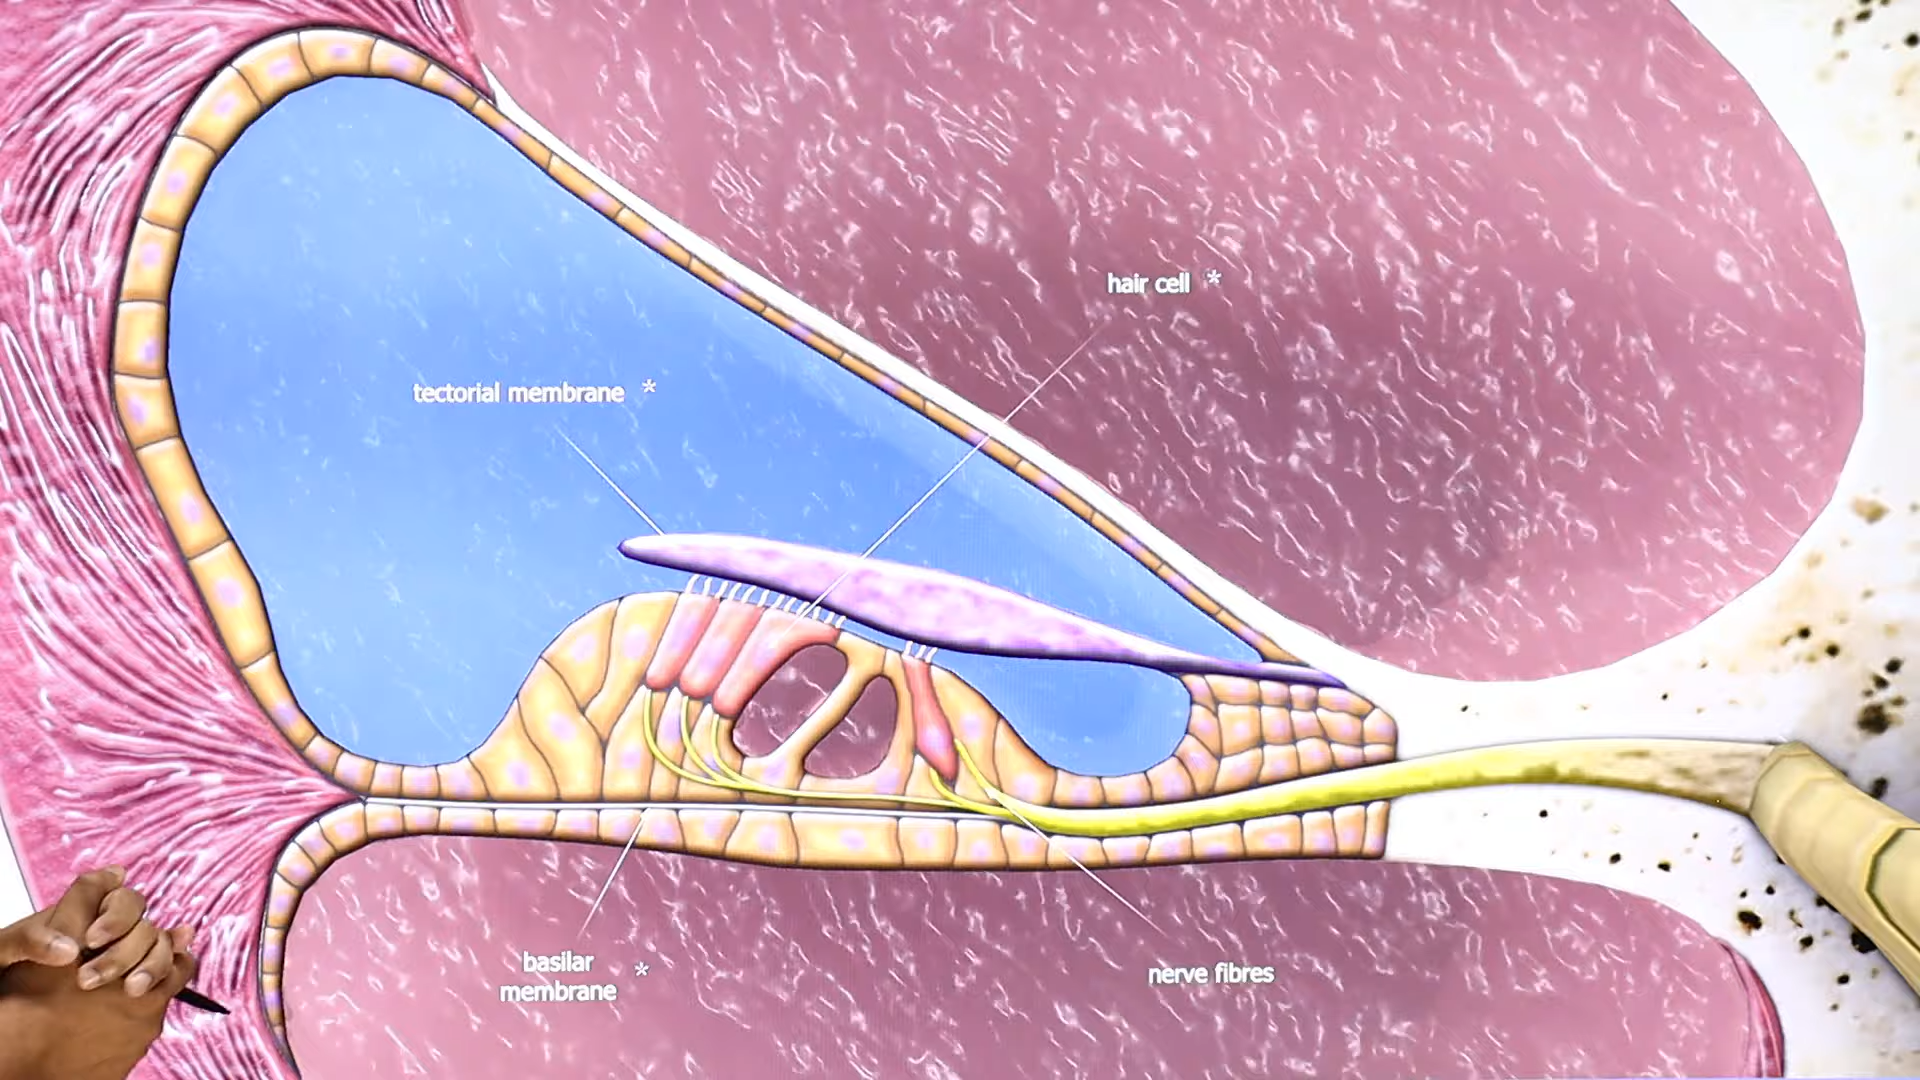 hair cell *
tectorial membrane *
basilar *
membrane
nerve fibres